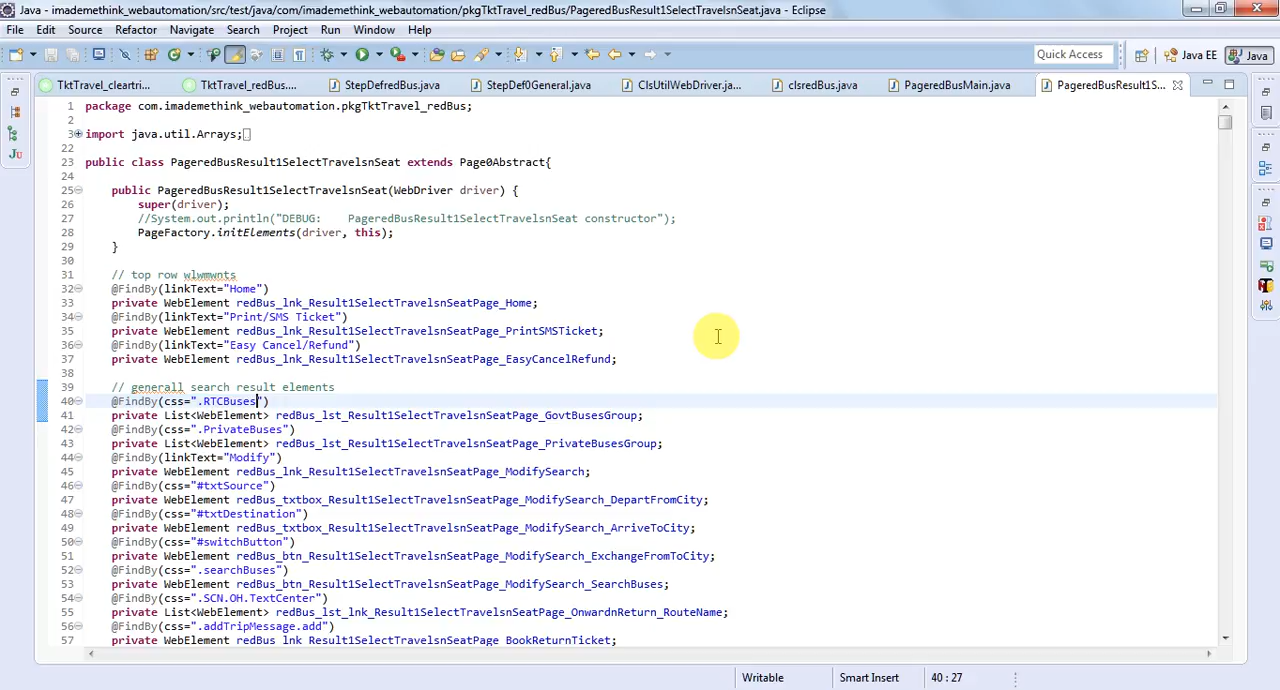 Java - imademethink_webautomation/src/test/java/com/imademethink_webautomation/pkgTktTravel_redBus/PageredBusResult1SelectTravelsnSeat.java - Eclipse
File Edit Source Refactor Navigate Search Project Run Window Help
Quick Access Java EE Java
TktTravel_cleartri... TktTravel_redBus.... StepDefredBus.java StepDef0General.java ClsUtilWebDriver.ja... clsredBus.java PageredBusMain.java PageredBusResult1S...
1 package com.imademethink_webautomation.pkgTktTravel_redBus;
2
3 import java.util.Arrays;
22
23 public class PageredBusResult1SelectTravelsnSeat extends Page0Abstract{
24
25 public PageredBusResult1SelectTravelsnSeat(WebDriver driver) {
26 super(driver);
27 //System.out.println("DEBUG: PageredBusResult1SelectTravelsnSeat constructor");
28 PageFactory.initElements(driver, this);
29 }
30
31 // top row wlwmwnts
32 @FindBy(linkText="Home")
33 private WebElement redBus_lnk_Result1SelectTravelsnSeatPage_Home;
34 @FindBy(linkText="Print/SMS Ticket")
35 private WebElement redBus_lnk_Result1SelectTravelsnSeatPage_PrintSMSTicket;
36 @FindBy(linkText="Easy Cancel/Refund")
37 private WebElement redBus_lnk_Result1SelectTravelsnSeatPage_EasyCancelRefund;
38
39 // generall search result elements
40 @FindBy(css=".RTCBuses")
41 private List<WebElement> redBus_lst_Result1SelectTravelsnSeatPage_GovtBusesGroup;
42 @FindBy(css=".PrivateBuses")
43 private List<WebElement> redBus_lst_Result1SelectTravelsnSeatPage_PrivateBusesGroup;
44 @FindBy(linkText="Modify")
45 private WebElement redBus_lnk_Result1SelectTravelsnSeatPage_ModifySearch;
46 @FindBy(css="#txtSource")
47 private WebElement redBus_txtbox_Result1SelectTravelsnSeatPage_ModifySearch_DepartFromCity;
48 @FindBy(css="#txtDestination")
49 private WebElement redBus_txtbox_Result1SelectTravelsnSeatPage_ModifySearch_ArriveToCity;
50 @FindBy(css="#switchButton")
51 private WebElement redBus_btn_Result1SelectTravelsnSeatPage_ModifySearch_ExchangeFromToCity;
52 @FindBy(css=".searchBuses")
53 private WebElement redBus_btn_Result1SelectTravelsnSeatPage_ModifySearch_SearchBuses;
54 @FindBy(css=".SCN.OH.TextCenter")
55 private List<WebElement> redBus_lst_lnk_Result1SelectTravelsnSeatPage_OnwardnReturn_RouteName;
56 @FindBy(css=".addTripMessage.add")
57 private WebElement redBus_lnk_Result1SelectTravelsnSeatPage_BookReturnTicket;
Writable Smart Insert 40 : 27